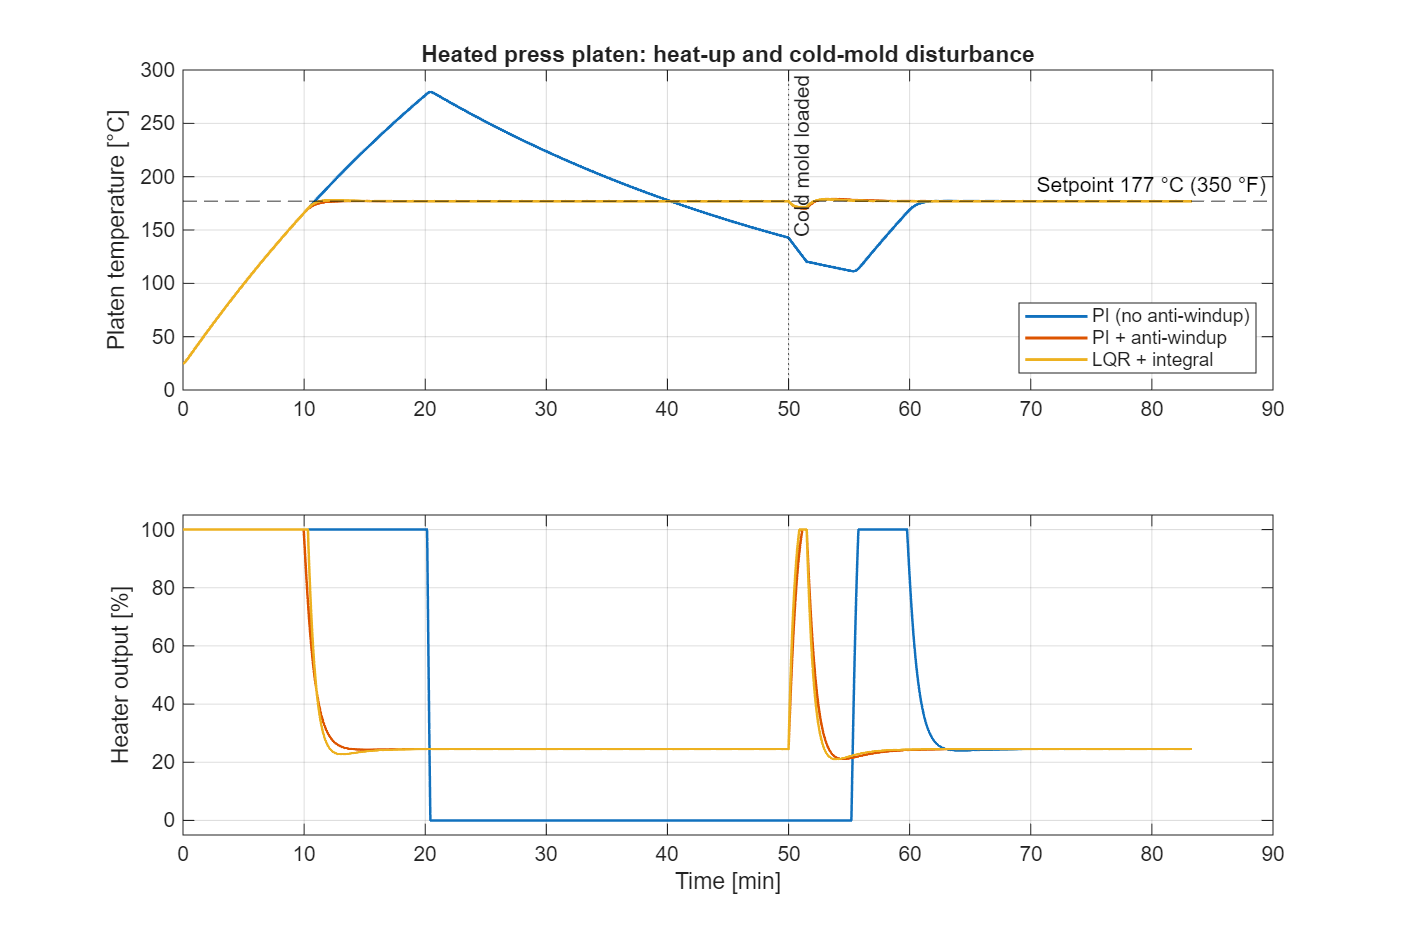 Heated press platen: heat-up and cold-mold disturbance
Platen temperature [°C]
300
250
200
150
100
50
0
Cold mold loaded
Setpoint 177 °C (350 °F)
PI (no anti-windup)
PI + anti-windup
LQR + integral
0 10 20 30 40 50 60 70 80 90
Heater output [%]
100
80
60
40
20
0
0 10 20 30 40 50 60 70 80 90
Time [min]